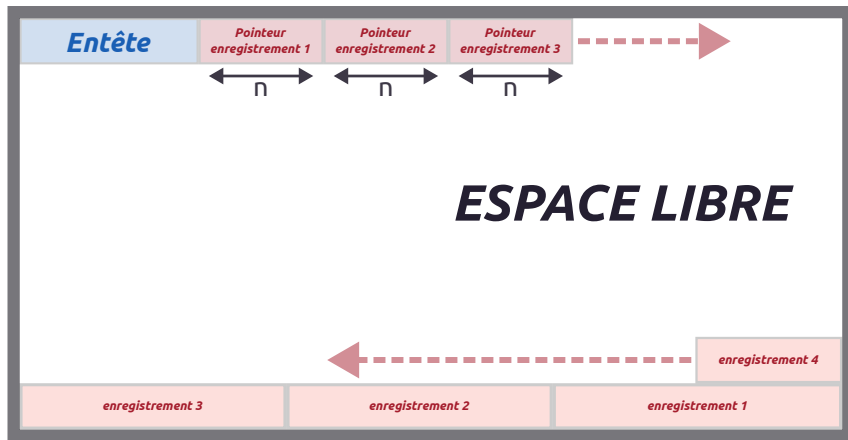 Entête
Pointeur
enregistrement 1
Pointeur
enregistrement 2
Pointeur
enregistrement 3
n
n
n
ESPACE LIBRE
enregistrement 4
enregistrement 3
enregistrement 2
enregistrement 1